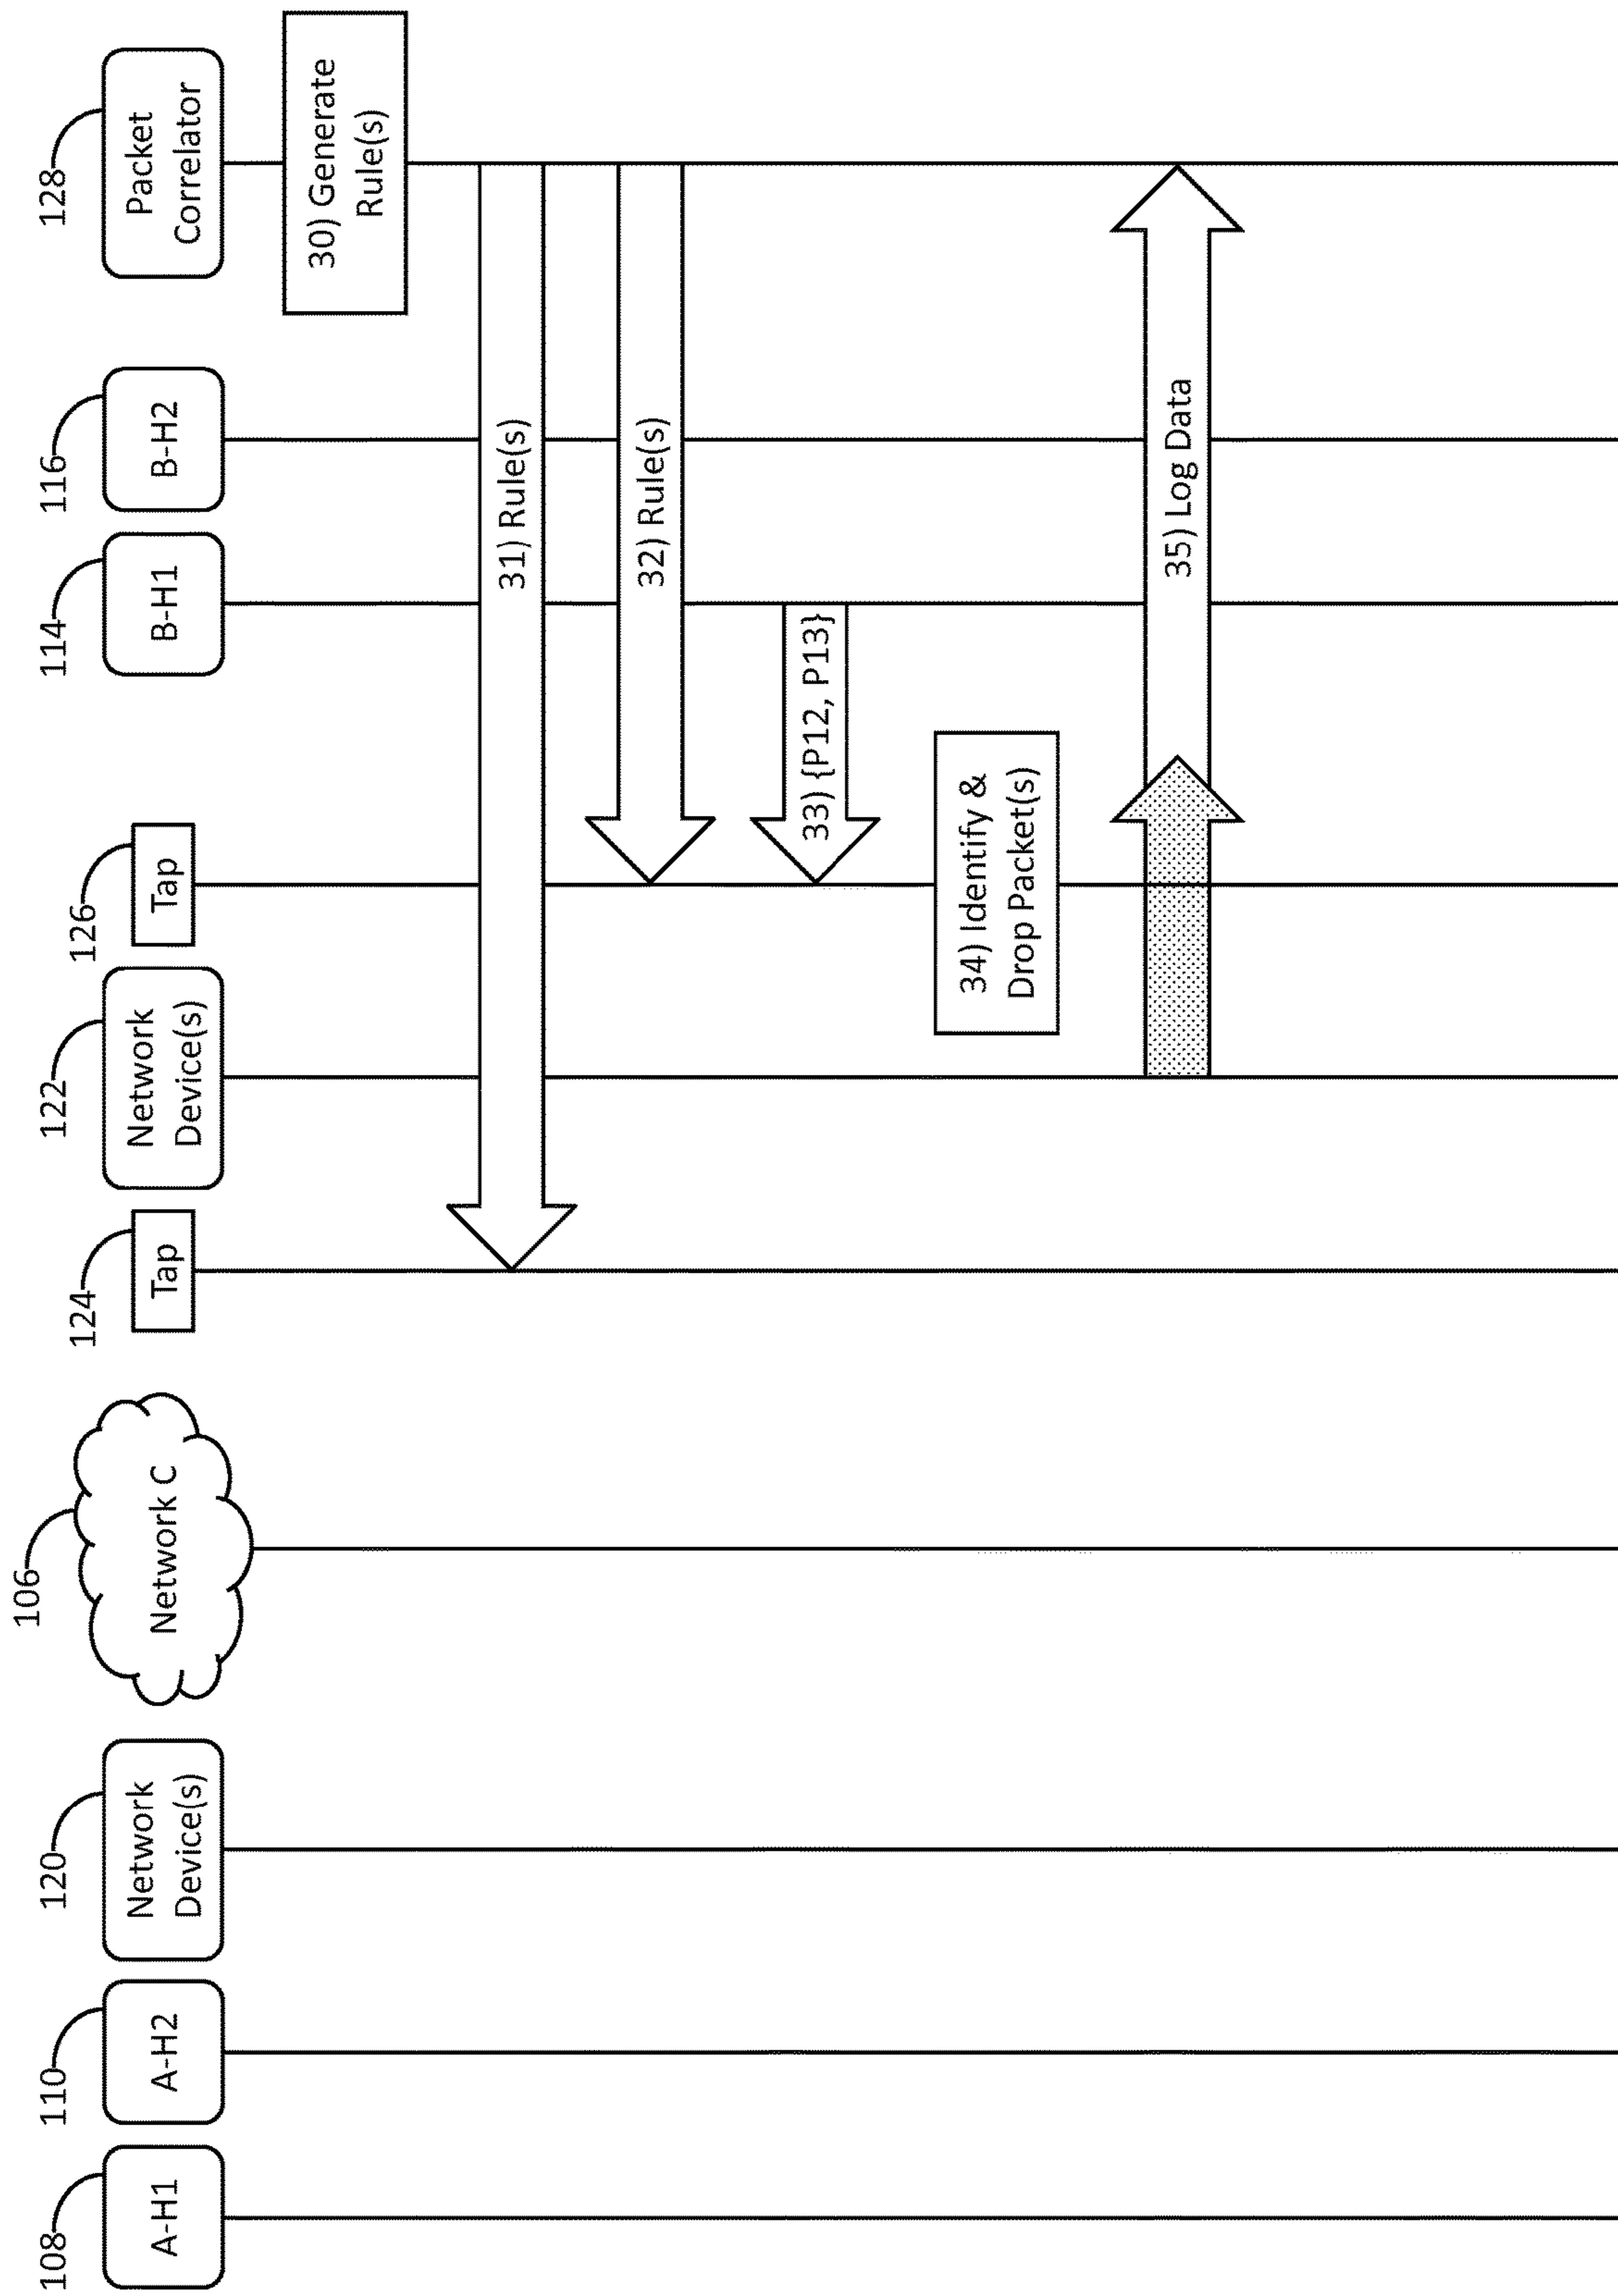 108
110
120
106
124
122
126
114
116
128
A-H1
A-H2
Network
Device(s)
Network C
Tap
Network
Device(s)
Tap
B-H1
B-H2
Packet
Correlator
30) Generate
Rule(s)
31) Rule(s)
32) Rule(s)
33) {P12, P13}
34) Identify &
Drop Packet(s)
35) Log Data